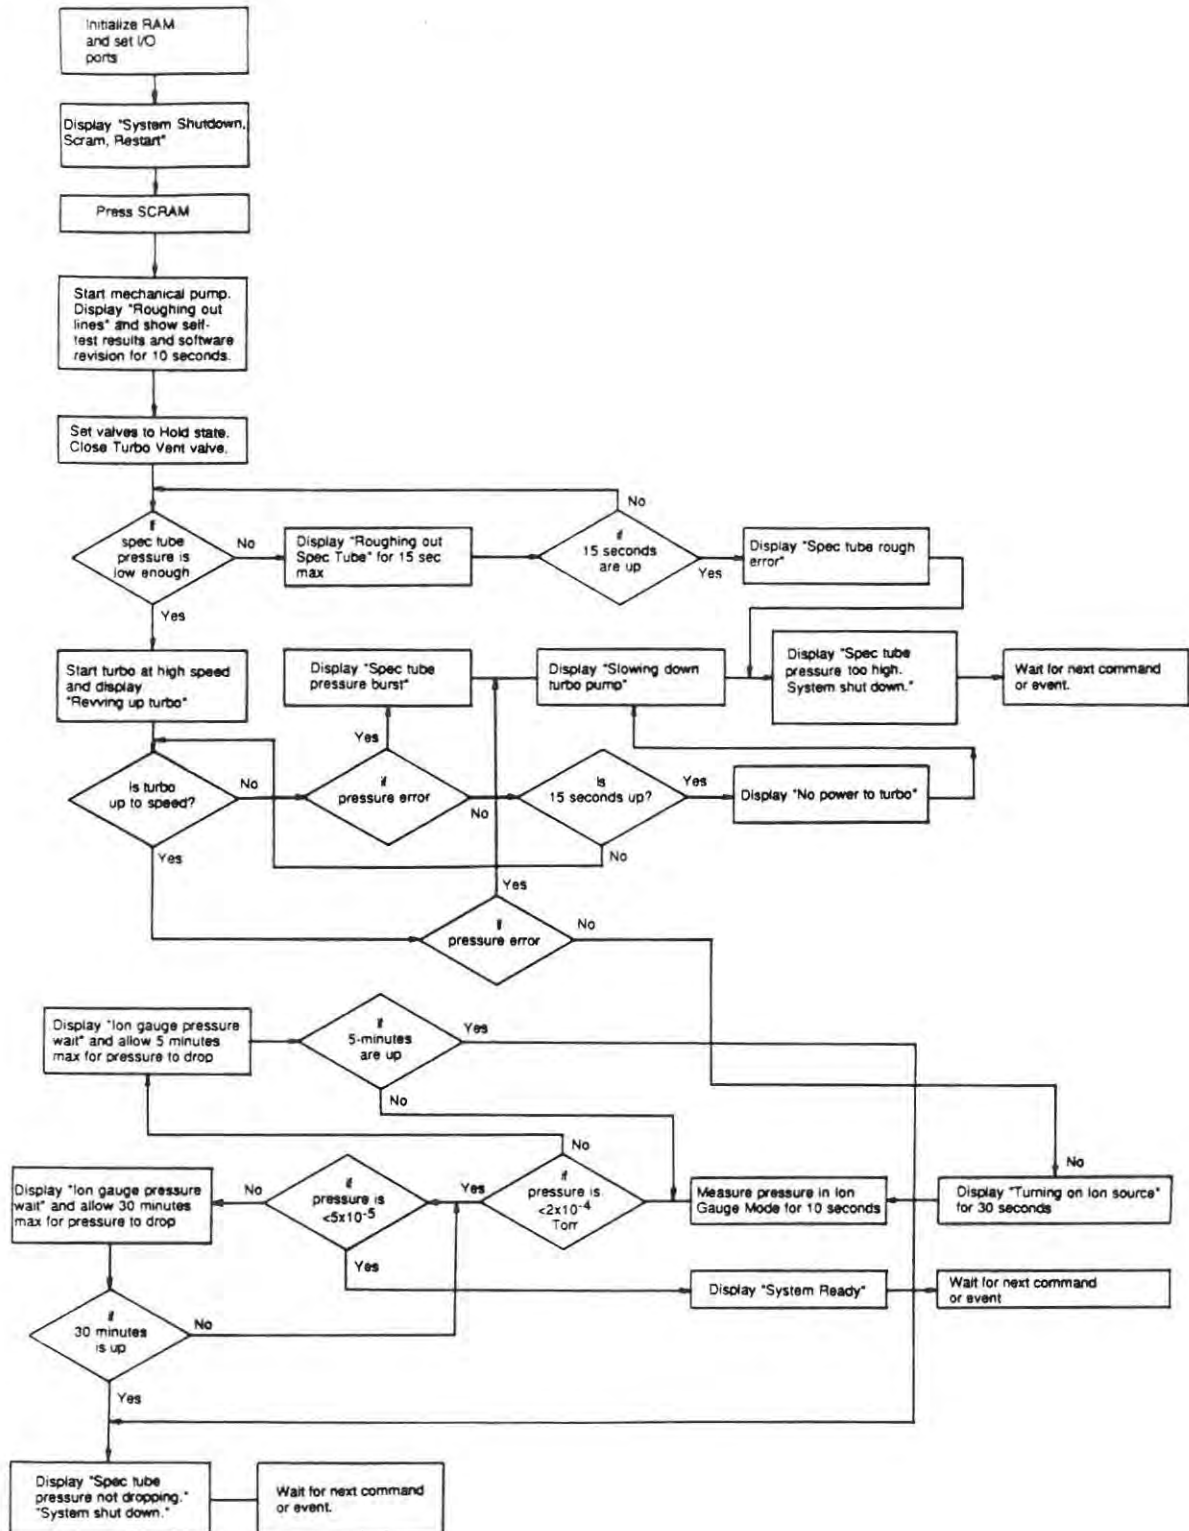 Initialize RAM
and set I/O
ports
Display "System Shutdown,
Scram, Restart"
Press SCRAM
Start mechanical pump.
Display "Roughing out
lines" and show self-
test results and software
revision for 10 seconds.
Set valves to Hold state.
Close Turbo Vent valve.
If
spec tube
pressure is
low enough
No
Display "Roughing out
Spec Tube" for 15 sec
max
No
If
15 seconds
are up
Yes
Display "Spec tube rough
error"
Yes
Start turbo at high speed
and display
"Revving up turbo"
Display "Spec tube
pressure burst"
Display "Slowing down
turbo pump"
Display "Spec tube
pressure too high.
System shut down."
Wait for next command
or event.
Is turbo
up to speed?
No
Yes
If
pressure error
No
Is
15 seconds up?
Yes
Display "No power to turbo"
No
Yes
Yes
If
pressure error
No
Display "Ion gauge pressure
wait" and allow 5 minutes
max for pressure to drop
If
5-minutes
are up
Yes
No
No
No
Display "Turning on Ion source"
for 30 seconds
Measure pressure in Ion
Gauge Mode for 10 seconds
If
pressure is
<2x10-4
Torr
Yes
If
pressure is
<5x10-5
No
Display "Ion gauge pressure
wait" and allow 30 minutes
max for pressure to drop
Yes
Display "System Ready"
Wait for next command
or event
If
30 minutes
is up
No
Yes
Display "Spec tube
pressure not dropping."
"System shut down."
Wait for next command
or event.